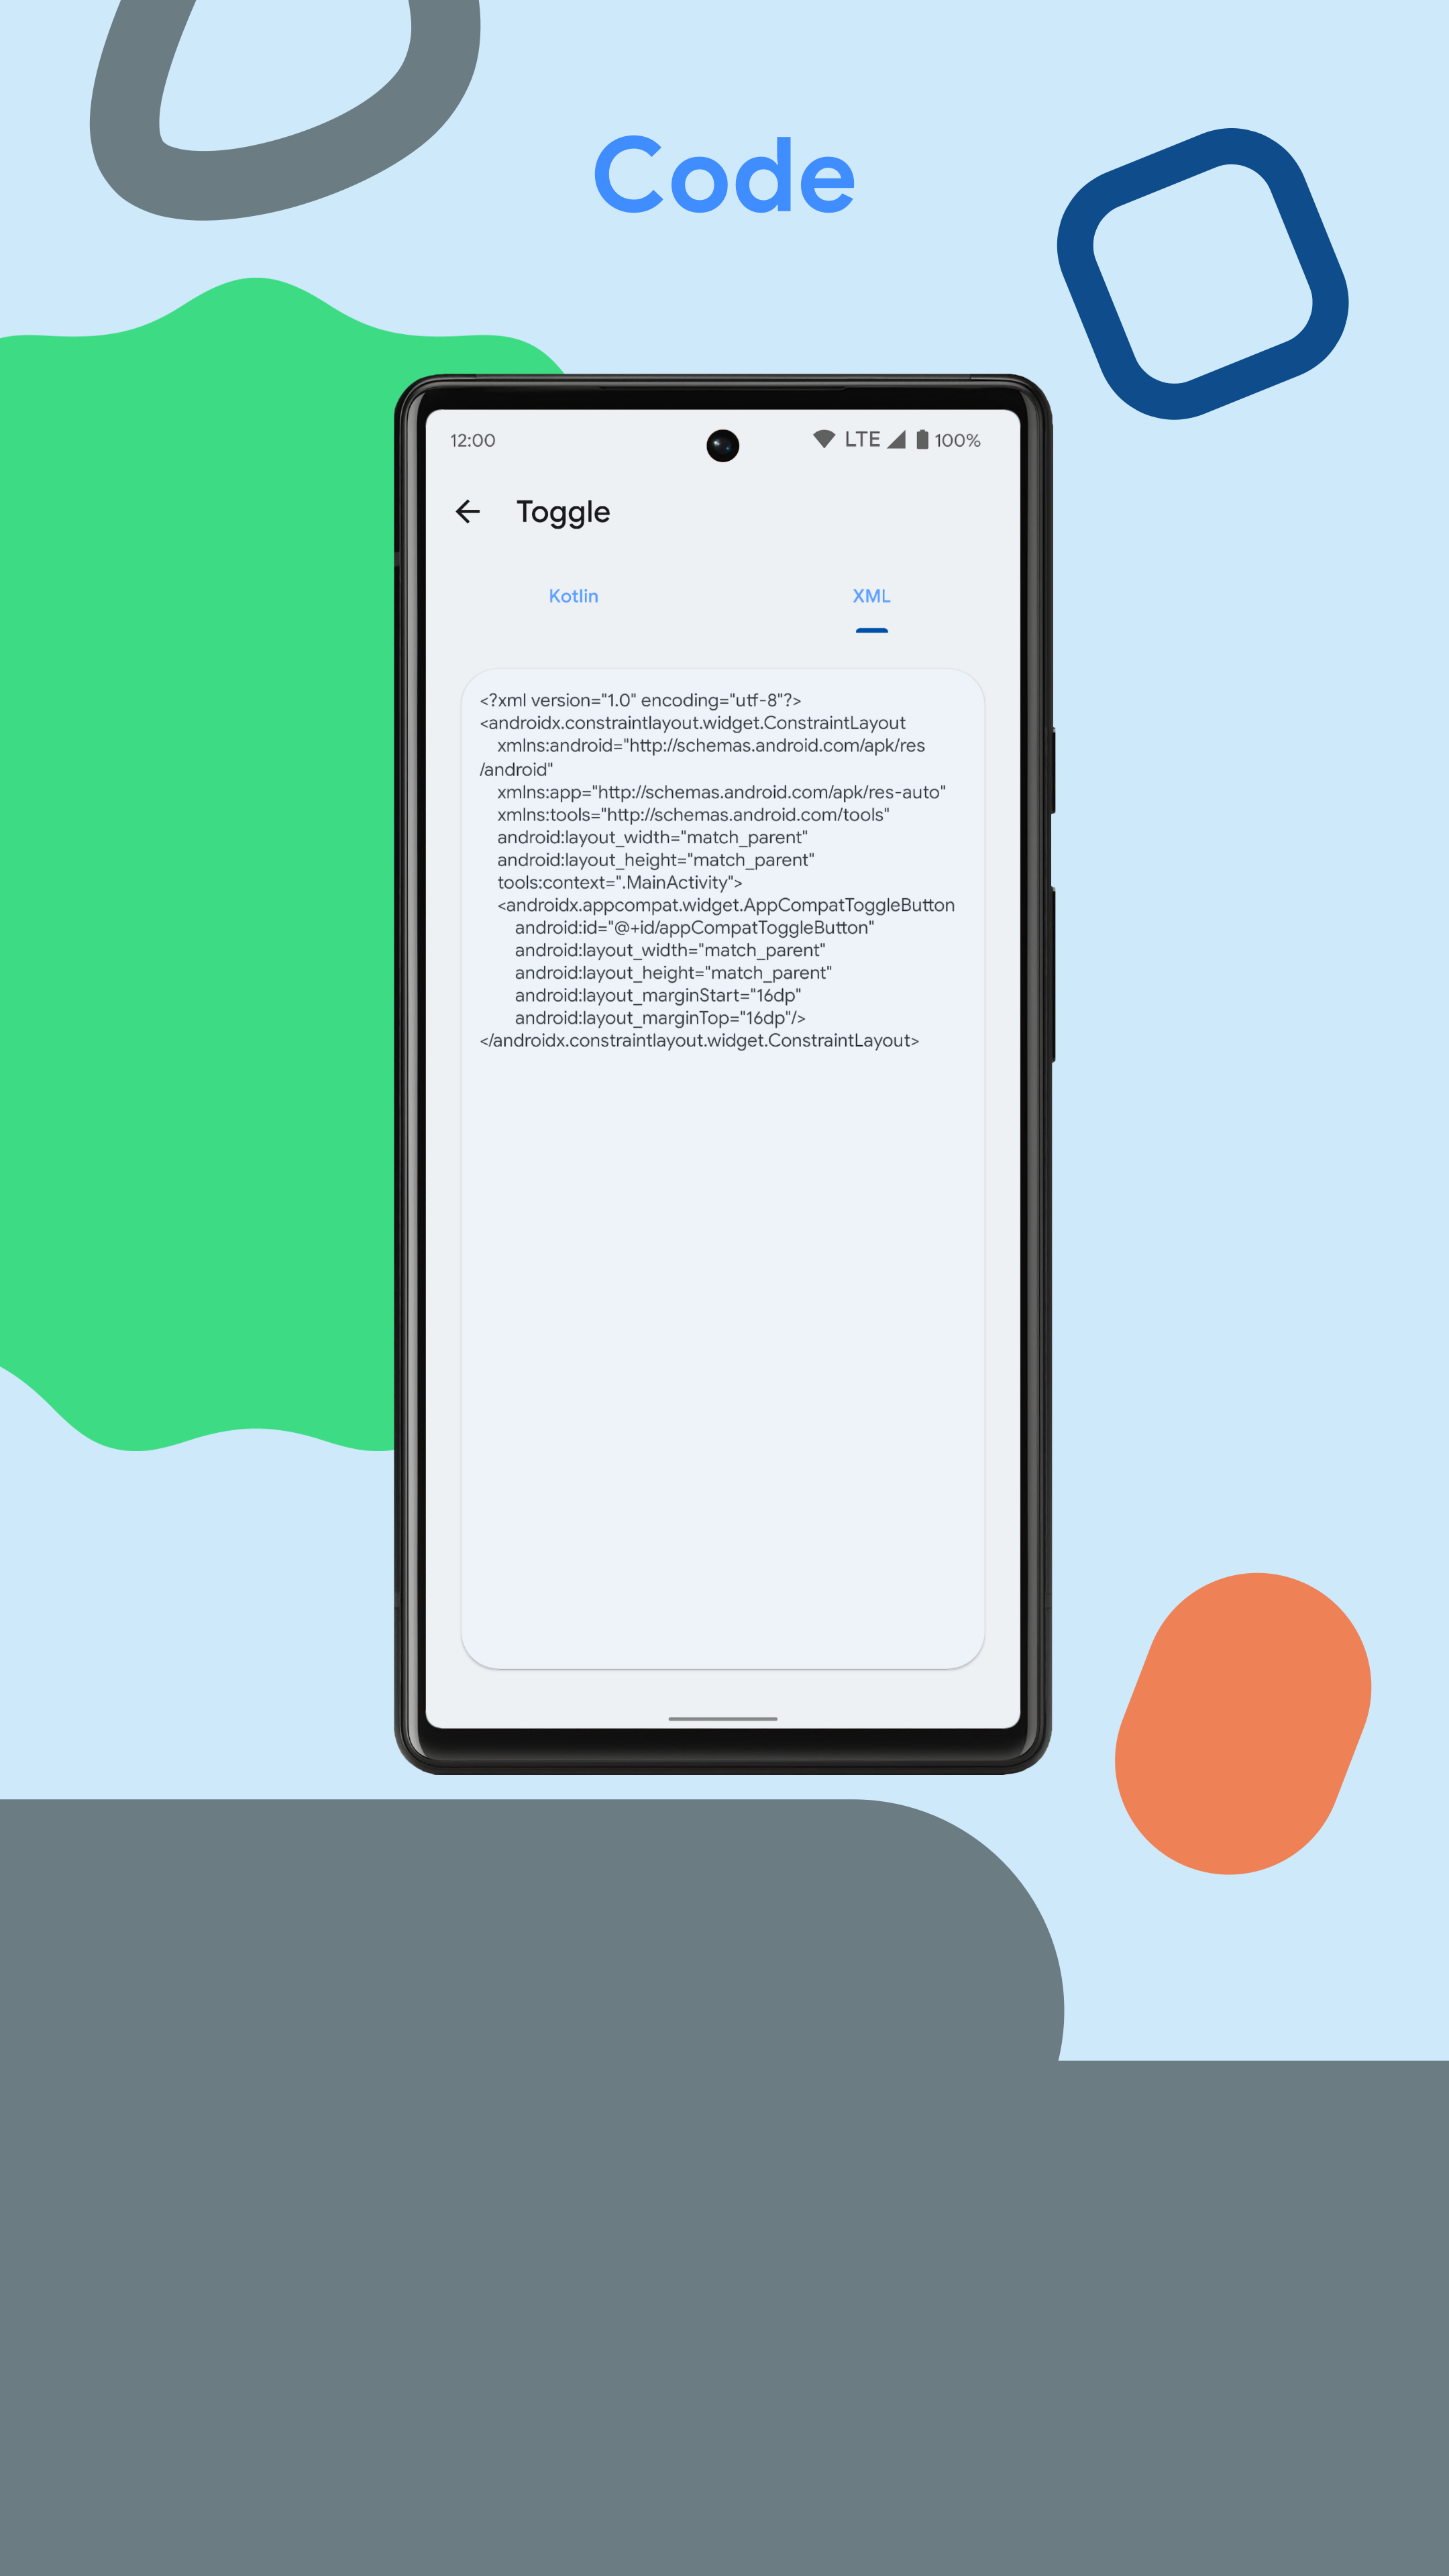 Code
12:00 LTE 100%
Toggle
Kotlin XML
<?xml version="1.0" encoding="utf-8"?>
<androidx.constraintlayout.widget.ConstraintLayout
    xmlns:android="http://schemas.android.com/apk/res
/android"
    xmlns:app="http://schemas.android.com/apk/res-auto"
    xmlns:tools="http://schemas.android.com/tools"
    android:layout_width="match_parent"
    android:layout_height="match_parent"
    tools:context=".MainActivity">
    <androidx.appcompat.widget.AppCompatToggleButton
        android:id="@+id/appCompatToggleButton"
        android:layout_width="match_parent"
        android:layout_height="match_parent"
        android:layout_marginStart="16dp"
        android:layout_marginTop="16dp"/>
</androidx.constraintlayout.widget.ConstraintLayout>